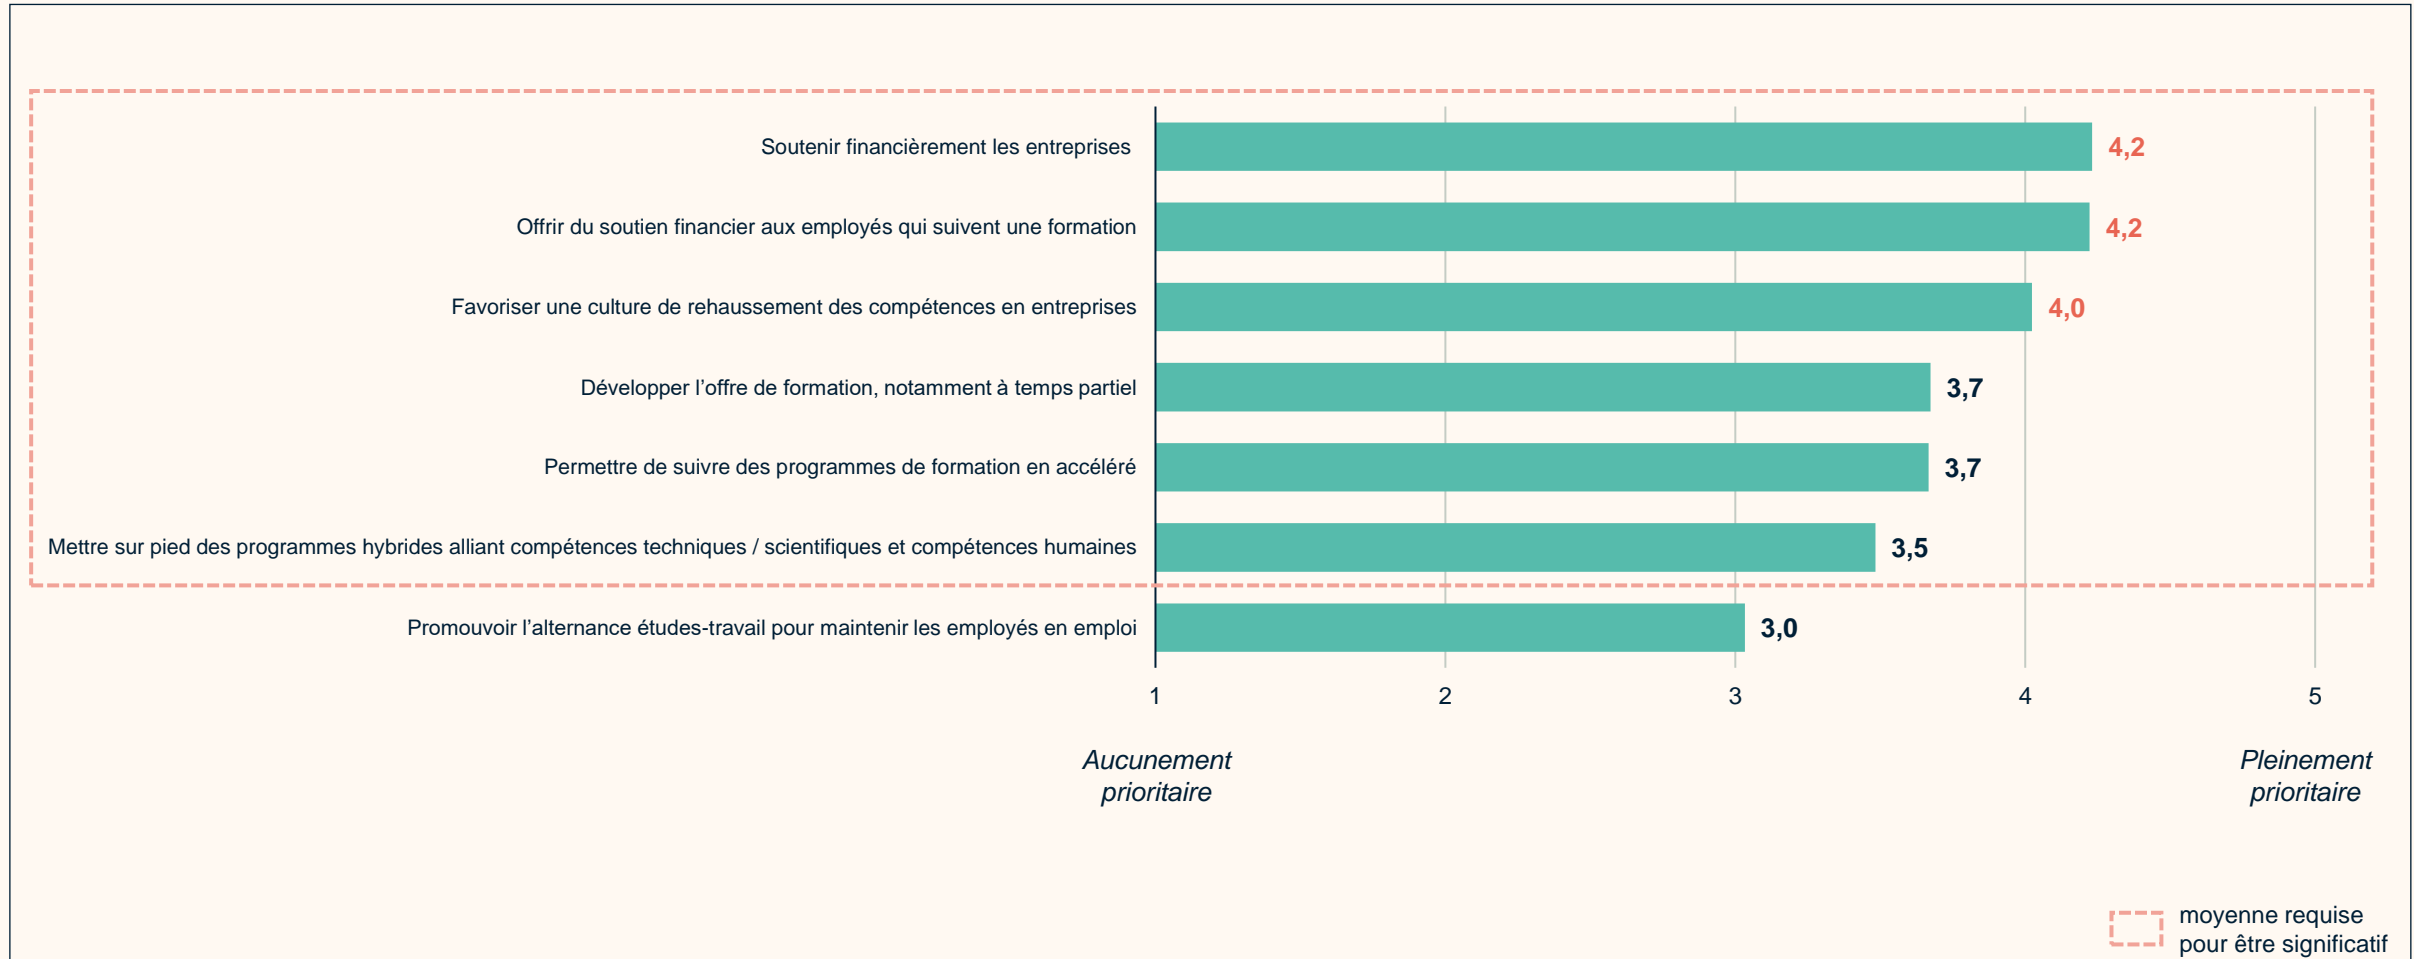 Soutenir financièrement les entreprises 4,2
Offrir du soutien financier aux employés qui suivent une formation 4,2
Favoriser une culture de rehaussement des compétences en entreprises 4,0
Développer l’offre de formation, notamment à temps partiel 3,7
Permettre de suivre des programmes de formation en accéléré 3,7
Mettre sur pied des programmes hybrides alliant compétences techniques / scientifiques et compétences humaines 3,5
Promouvoir l’alternance études-travail pour maintenir les employés en emploi 3,0
1 2 3 4 5
Aucunement
prioritaire
Pleinement
prioritaire
moyenne requise
pour être significatif